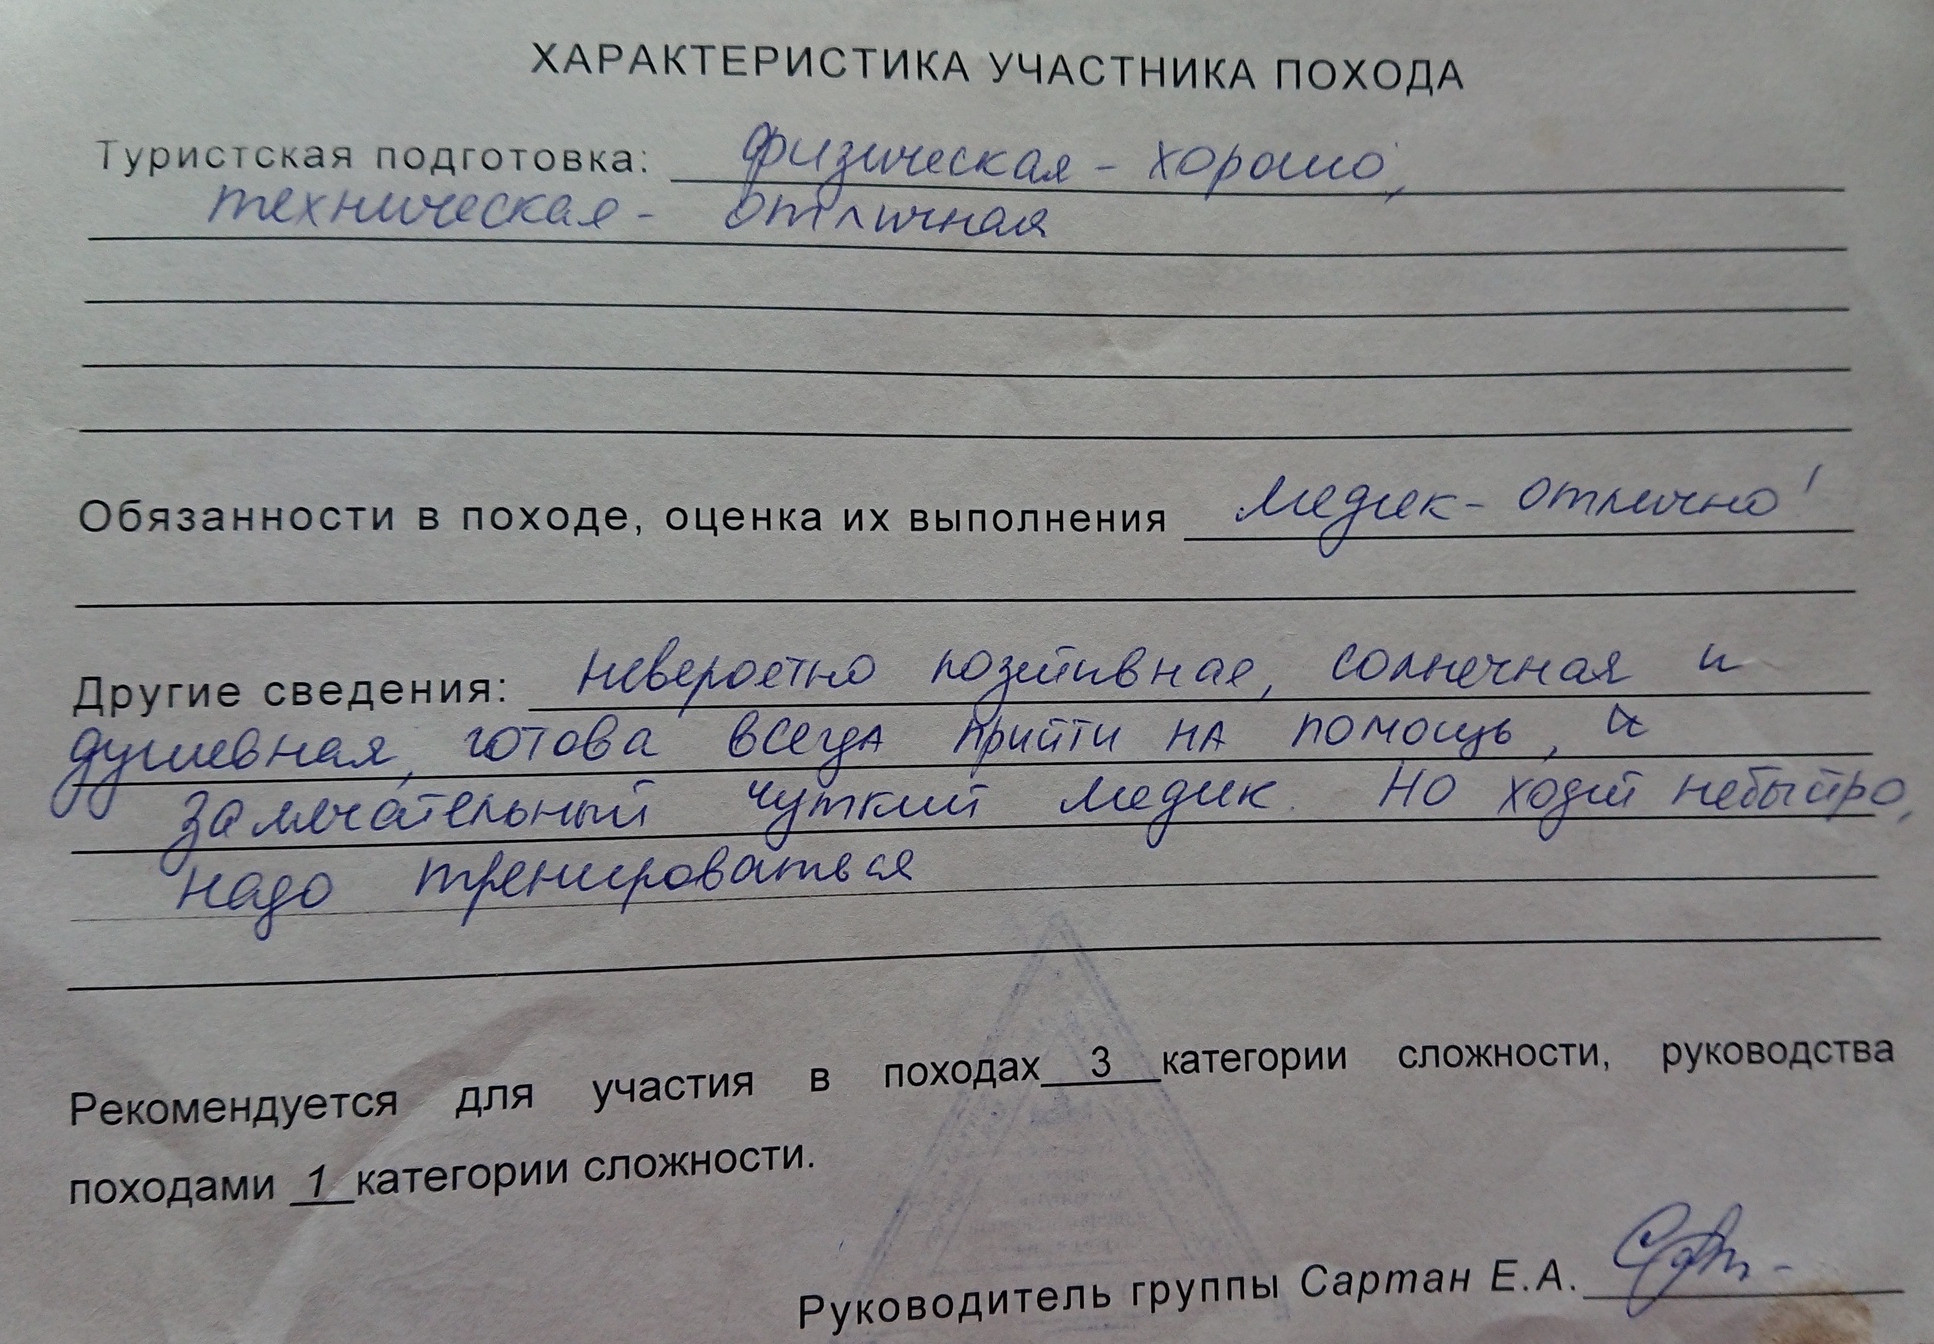 ХАРАКТЕРИСТИКА УЧАСТНИКА ПОХОДА
Туристская подготовка: физическая - хорошо,
техническая - отличная
Обязанности в походе, оценка их выполнения медик - отлично!
Другие сведения: невероятно позитивная, солнечная и
душевная, готова всегда прийти на помощь, и
замечательный чуткий медик. Но ходит небыстро,
надо тренироваться
Рекомендуется для участия в походах 3 категории сложности, руководства
походами 1 категории сложности.
Руководитель группы Сартан Е.А.